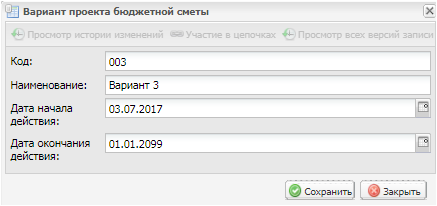 Вариант проекта бюджетной сметы
Просмотр истории изменений Участие в цепочках Просмотр всех версий записи
Код: 003
Наименование: Вариант 3
Дата начала действия: 03.07.2017
Дата окончания действия: 01.01.2099
Сохранить Закрыть